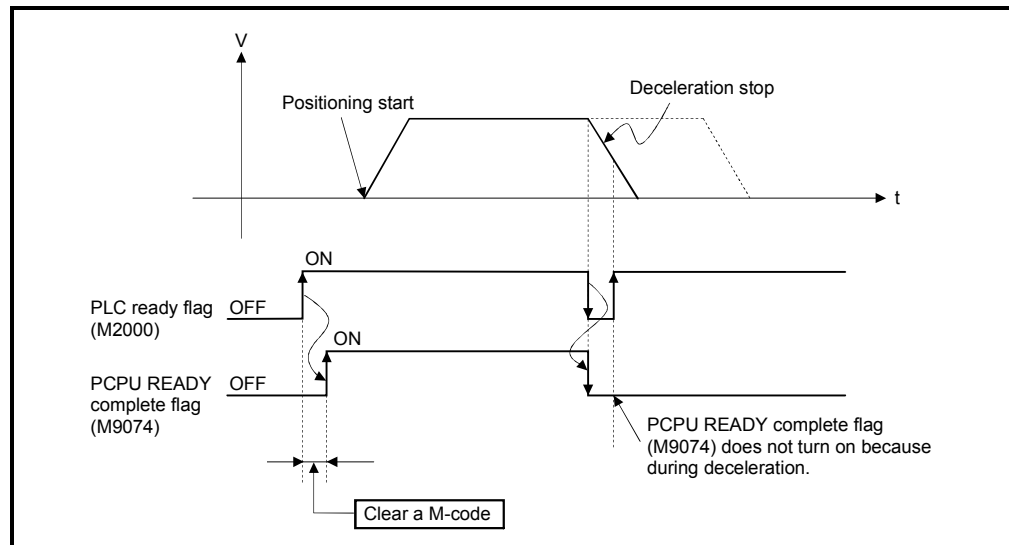 V
Deceleration stop
Positioning start
t
ON
PLC ready flag
(M2000)
OFF
ON
PCPU READY
complete flag
(M9074)
OFF
PCPU READY complete flag
(M9074) does not turn on because
during deceleration.
Clear a M-code